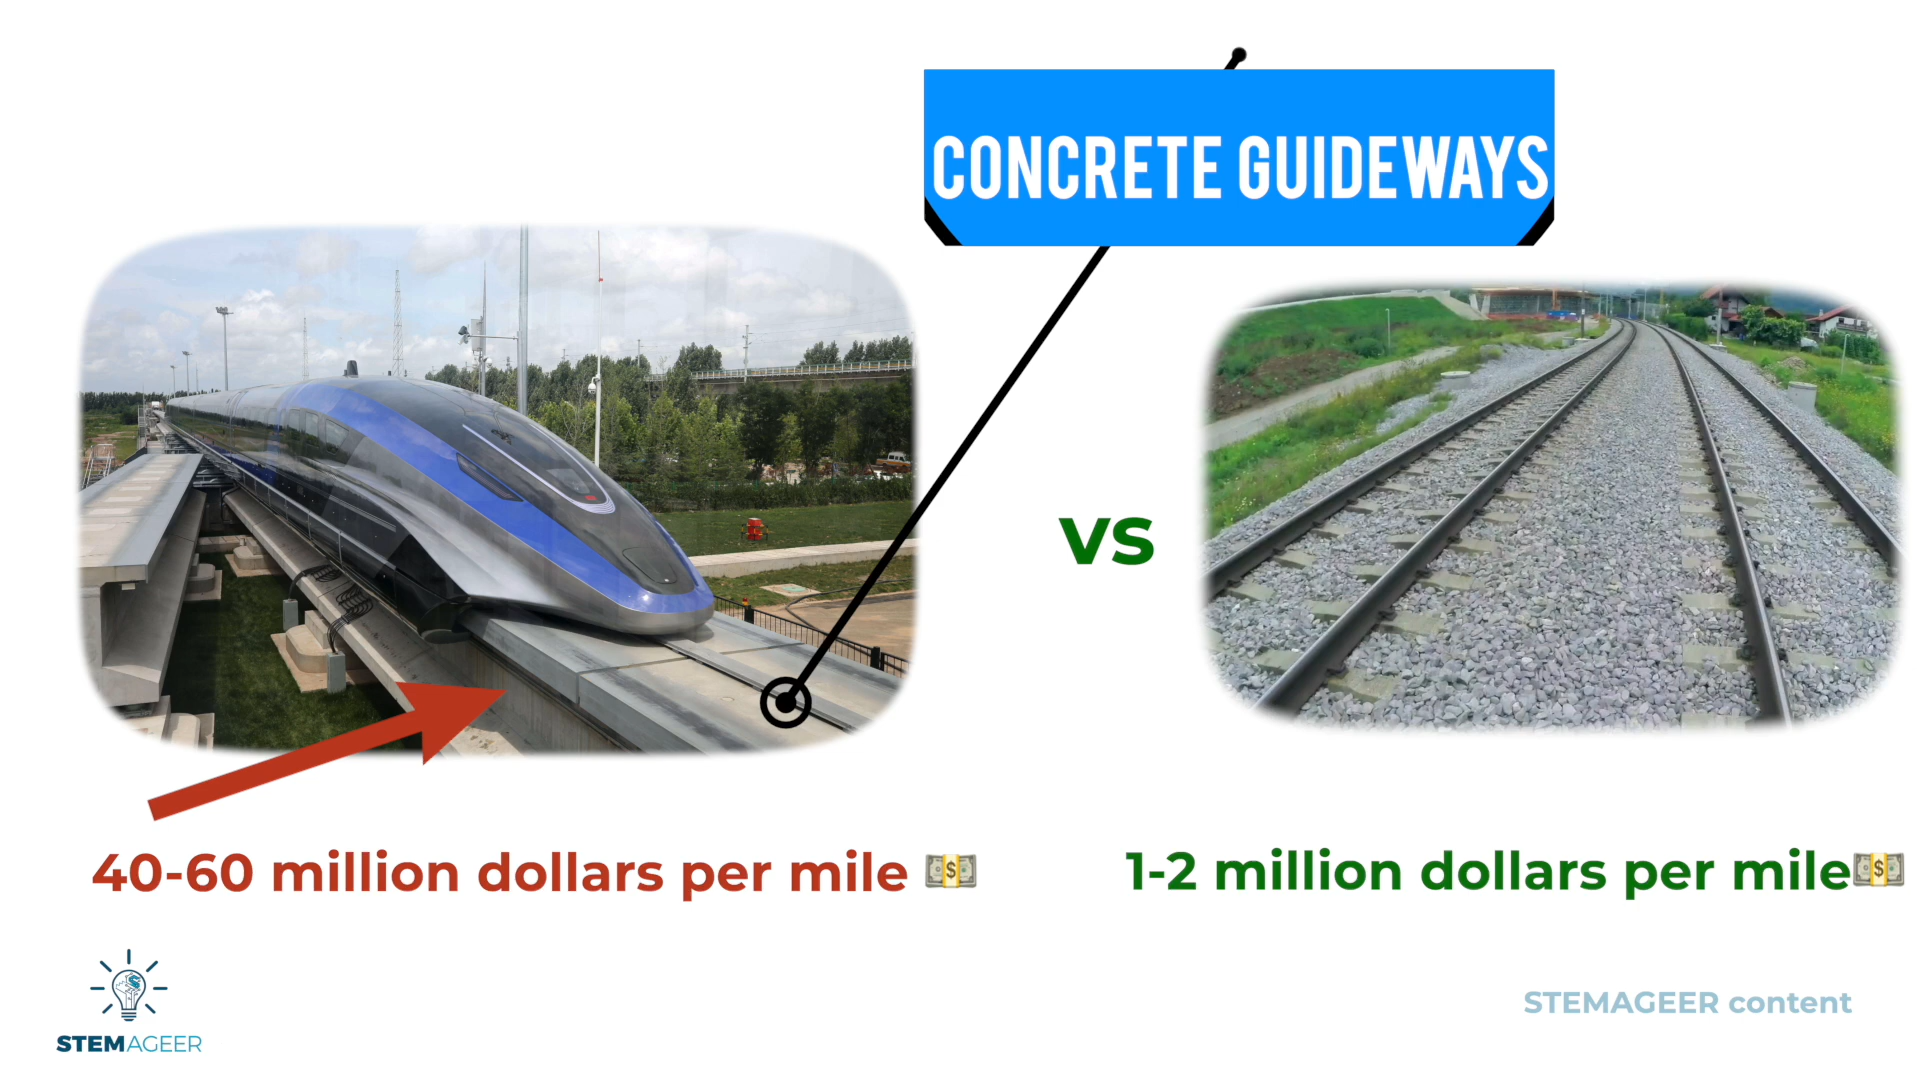 CONCRETE GUIDEWAYS
vs
40-60 million dollars per mile
1-2 million dollars per mile
STEMAGEER
STEMAGEER content